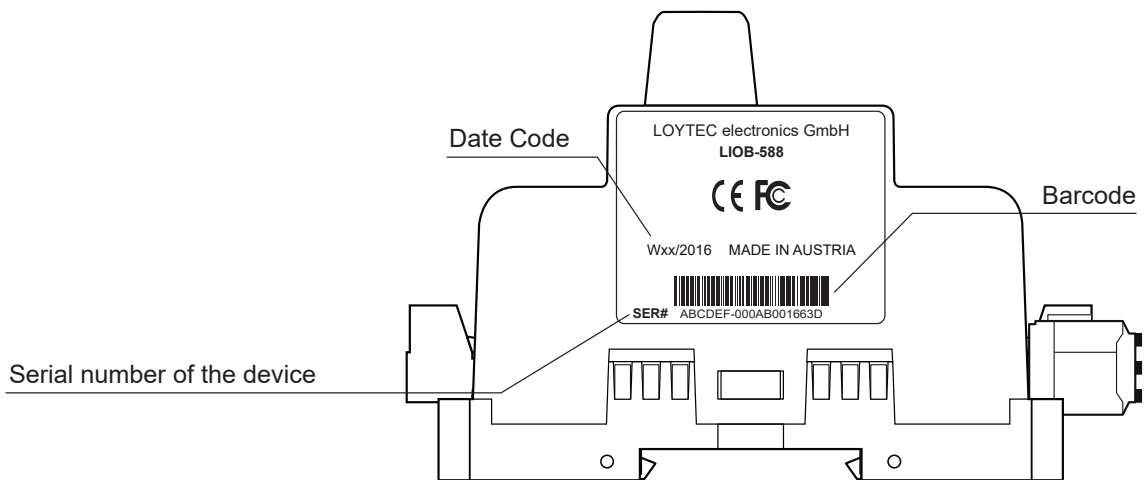 LOYTEC electronics GmbH
LIOB-588
Date Code
CE FC
Barcode
Wxx/2016 MADE IN AUSTRIA
SER# ABCDEF-000AB001663D
Serial number of the device